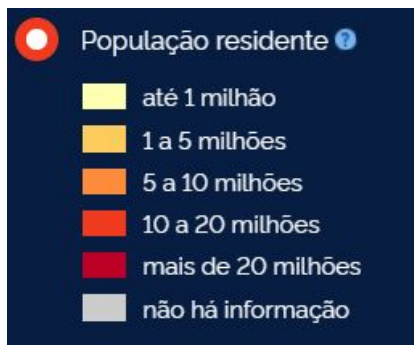 População residente ?
até 1 milhão
1 a 5 milhões
5 a 10 milhões
10 a 20 milhões
mais de 20 milhões
não há informação